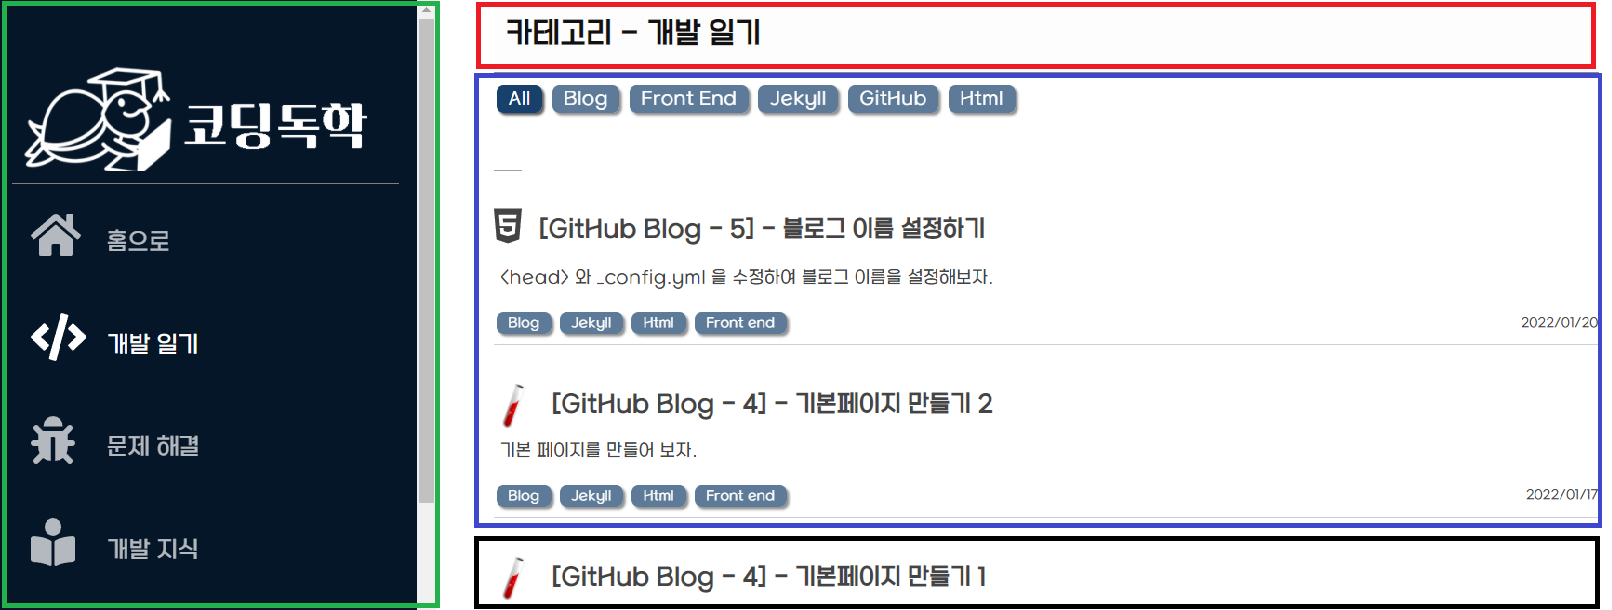 코딩독학
홈으로
개발 일기
문제 해결
개발 지식
카테고리 - 개발 일기
All Blog Front End Jekyll GitHub Html
[GitHub Blog - 5] - 블로그 이름 설정하기
<head> 와 _config.yml 을 수정하여 블로그 이름을 설정해보자.
Blog Jekyll Html Front end 2022/01/20
[GitHub Blog - 4] - 기본페이지 만들기 2
기본 페이지를 만들어 보자.
Blog Jekyll Html Front end 2022/01/17
[GitHub Blog - 4] - 기본페이지 만들기 1